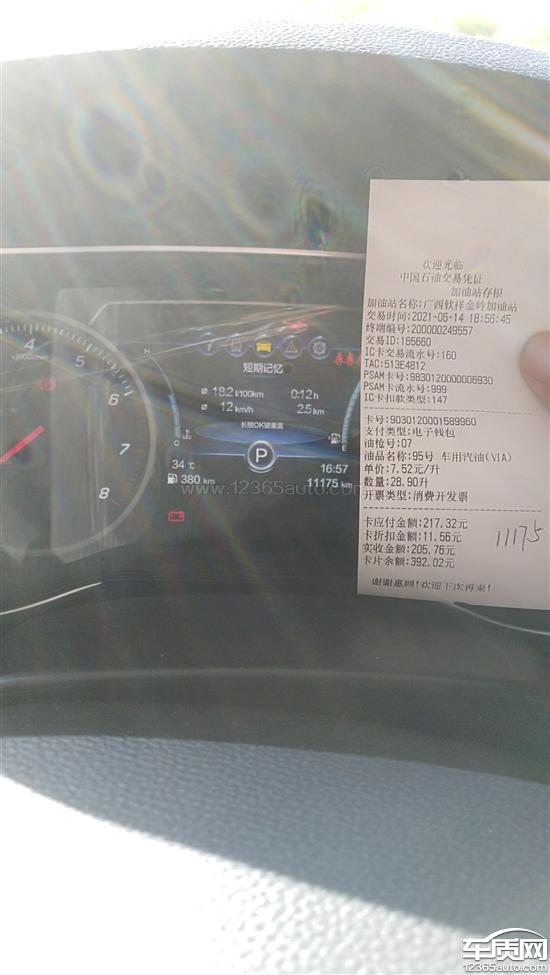 4
5
6
7
8
x1000r/min
H
C
E
短期记忆
18.2 l/100km 0:12 h
12 km/h 2.5 km
长按OK键重置
P
34℃ 16:57
380 km 11175 km
www.12365auto.com
欢迎光临
中国石油交易凭证
加油站存根
加油站名称:广西钦祥金岭加油站
交易时间:2021-06-14 18:56:45
终端编号:200000249557
交易ID:165660
IC卡交易流水号:160
TAC:513E4812
PSAM卡号:9830120000006930
PSAM卡流水号:999
IC卡扣款类型:147
卡号:9030120001589960
支付类型:电子钱包
油枪号:07
油品名称:95号 车用汽油(ⅥA)
单价:7.52元/升
数量:28.90升
开票类型:消费开发票
卡应付金额:217.32元
卡折扣金额:11.56元
实收金额:205.76元
卡片余额:392.02元
11175
谢谢惠顾!欢迎下次再来!
车质网
12365auto.com